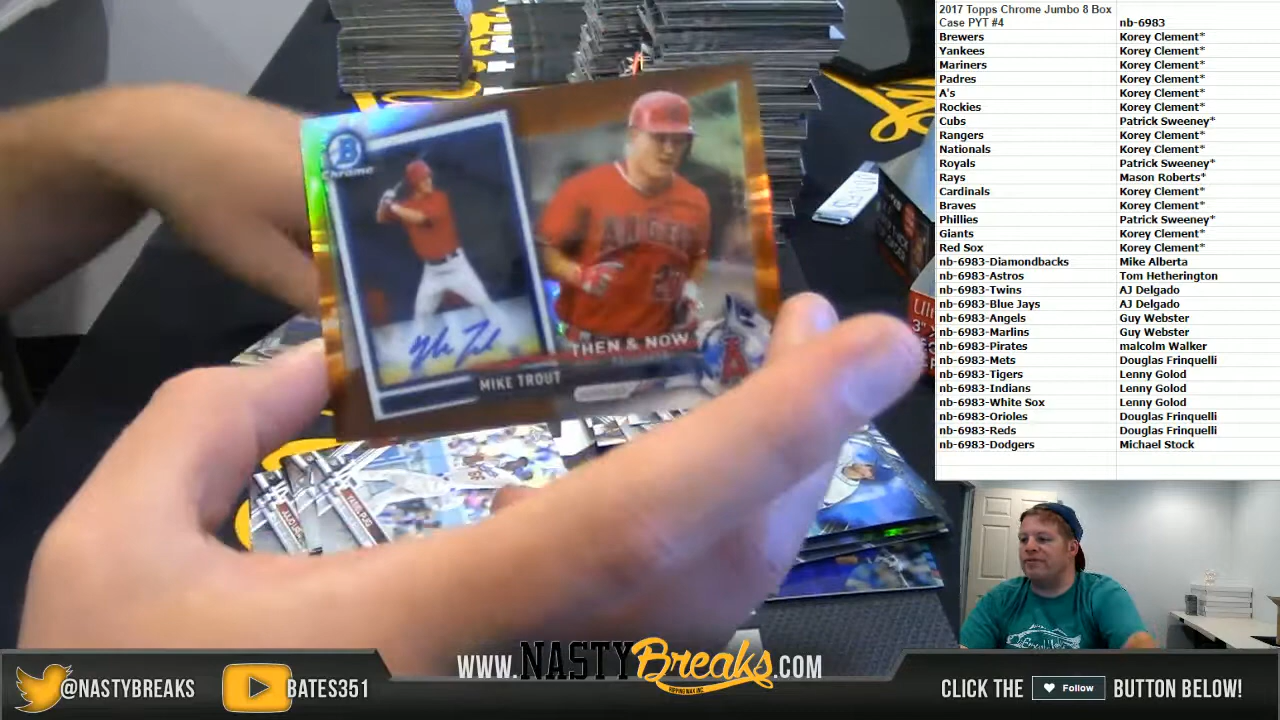 2017 Topps Chrome Jumbo 8 Box
Case PYT #4 nb-6983
Brewers Korey Clement*
Yankees Korey Clement*
Mariners Korey Clement*
Padres Korey Clement*
A's Korey Clement*
Rockies Korey Clement*
Cubs Patrick Sweeney*
Rangers Korey Clement*
Nationals Korey Clement*
Royals Patrick Sweeney*
Rays Mason Roberts*
Cardinals Korey Clement*
Braves Korey Clement*
Phillies Patrick Sweeney*
Giants Korey Clement*
Red Sox Korey Clement*
nb-6983-Diamondbacks Mike Alberta
nb-6983-Astros Tom Hetherington
nb-6983-Twins AJ Delgado
nb-6983-Blue Jays AJ Delgado
nb-6983-Angels Guy Webster
nb-6983-Marlins Guy Webster
nb-6983-Pirates malcolm Walker
nb-6983-Mets Douglas Frinquelli
nb-6983-Tigers Lenny Golod
nb-6983-Indians Lenny Golod
nb-6983-White Sox Lenny Golod
nb-6983-Orioles Douglas Frinquelli
nb-6983-Reds Douglas Frinquelli
nb-6983-Dodgers Michael Stock
B
Chrome
ANGELS
THEN & NOW
MIKE TROUT
YASIEL PUIG
WWW.NASTYBreaks.COM
@NASTYBREAKS
BATES351
CLICK THE Follow BUTTON BELOW!